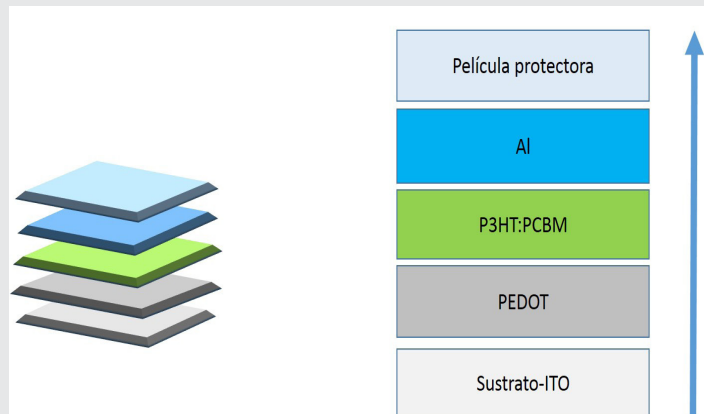 Película protectora
Al
P3HT:PCBM
PEDOT
Sustrato-ITO